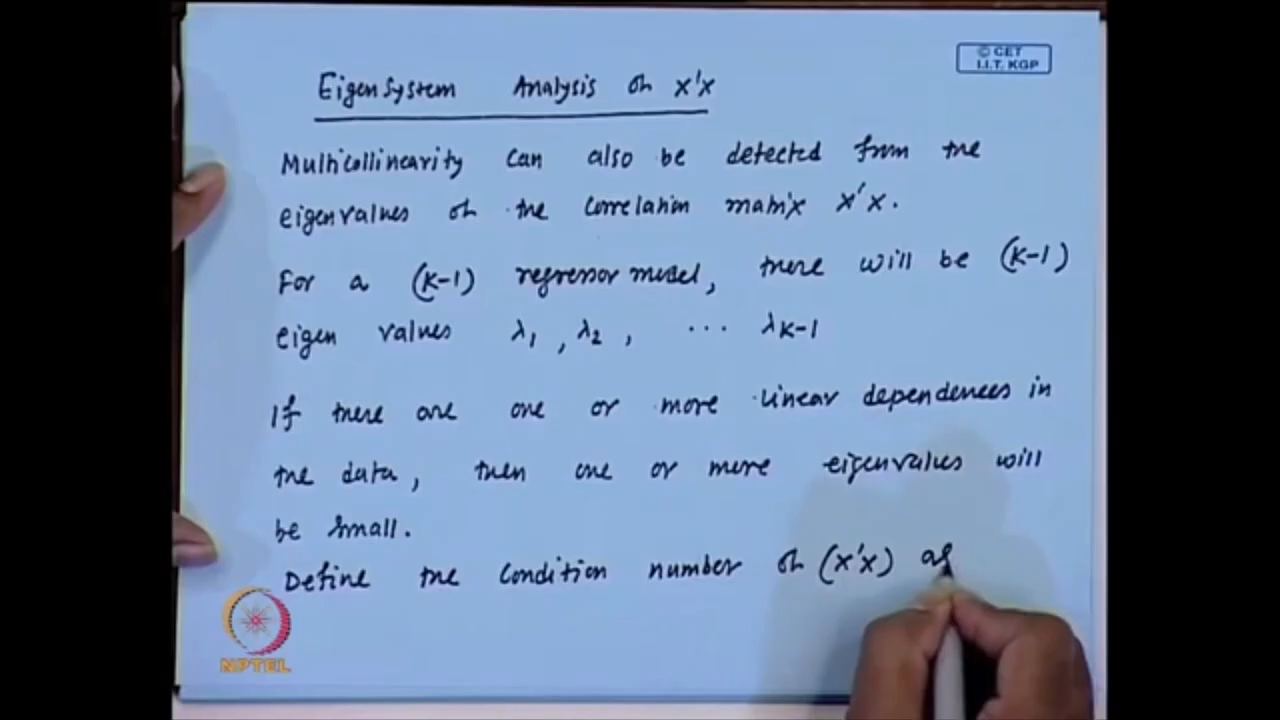 © CET
I.I.T. KGP
Eigensystem Analysis of X'X
Multicollinearity can also be detected from the
eigenvalues of the correlation matrix X'X.
For a (K-1) regressor model, there will be (K-1)
eigen values λ1, λ2, ... λK-1
If there are one or more linear dependences in
the data, then one or more eigenvalues will
be small.
Define the condition number of (X'X) as
NPTEL